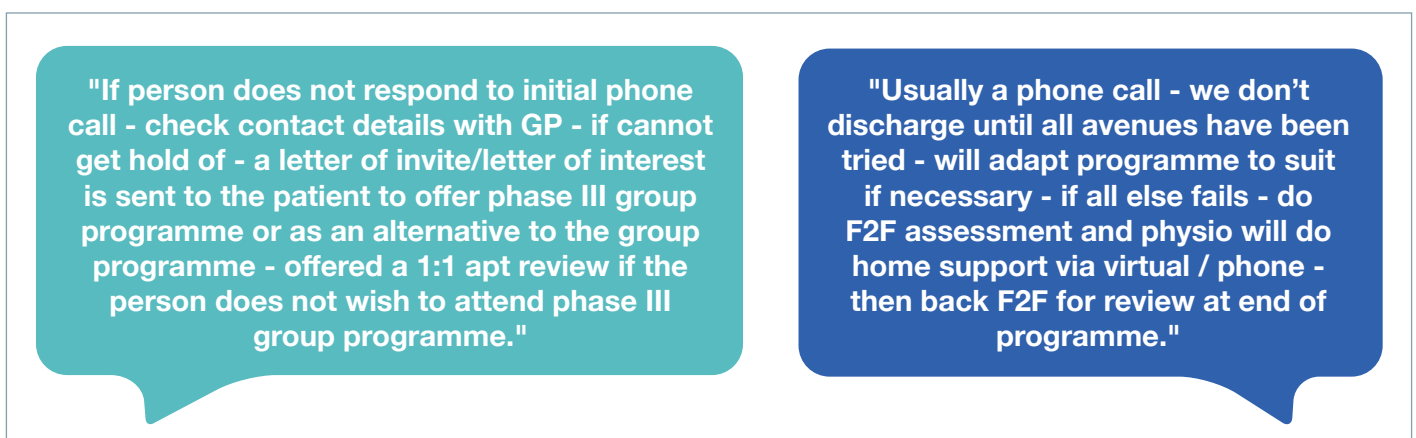 "If person does not respond to initial phone
call - check contact details with GP - if cannot
get hold of - a letter of invite/letter of interest
is sent to the patient to offer phase III group
programme or as an alternative to the group
programme - offered a 1:1 apt review if the
person does not wish to attend phase III
group programme."
"Usually a phone call - we don’t
discharge until all avenues have been
tried - will adapt programme to suit
if necessary - if all else fails - do
F2F assessment and physio will do
home support via virtual / phone -
then back F2F for review at end of
programme."